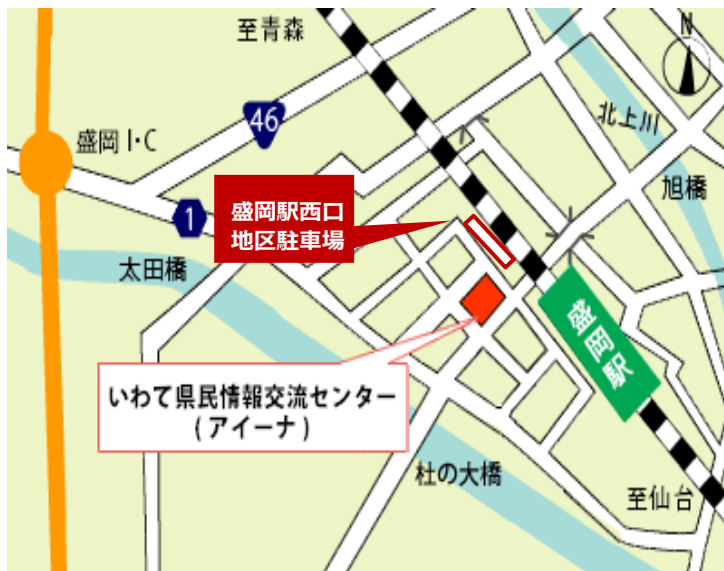 至青森
N
46
北上川
盛岡I・C
旭橋
盛岡駅西口
地区駐車場
1
太田橋
盛岡駅
いわて県民情報交流センター
(アイーナ)
杜の大橋
至仙台